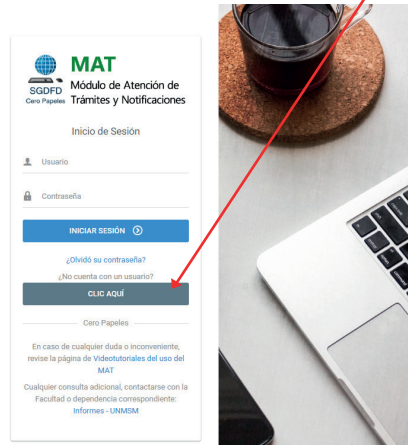 MAT
SGDFD
Cero Papeles
Módulo de Atención de
Trámites y Notificaciones
Inicio de Sesión
Usuario
Contraseña
INICIAR SESIÓN
¿Olvidó su contraseña?
¿No cuenta con un usuario?
CLIC AQUÍ
Cero Papeles
En caso de cualquier duda o inconveniente,
revise la página de Videotutoriales del uso del
MAT
Cualquier consulta adicional, contactarse con la
Facultad o dependencia correspondiente:
Informes - UNMSM